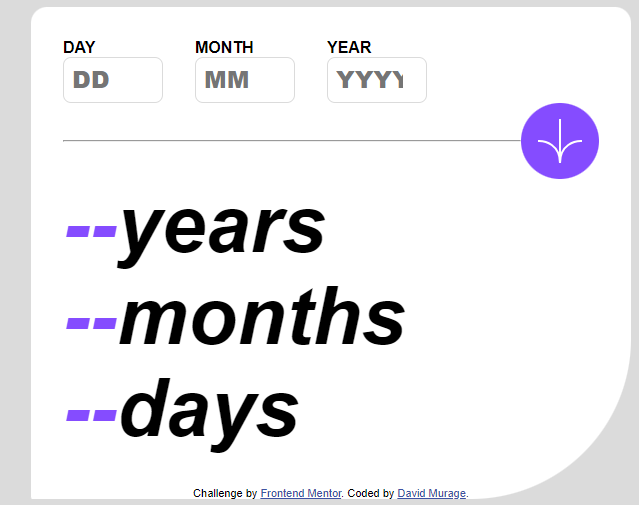 DAY MONTH YEAR
DD MM YYYY
--years
--months
--days
Challenge by Frontend Mentor. Coded by David Murage.